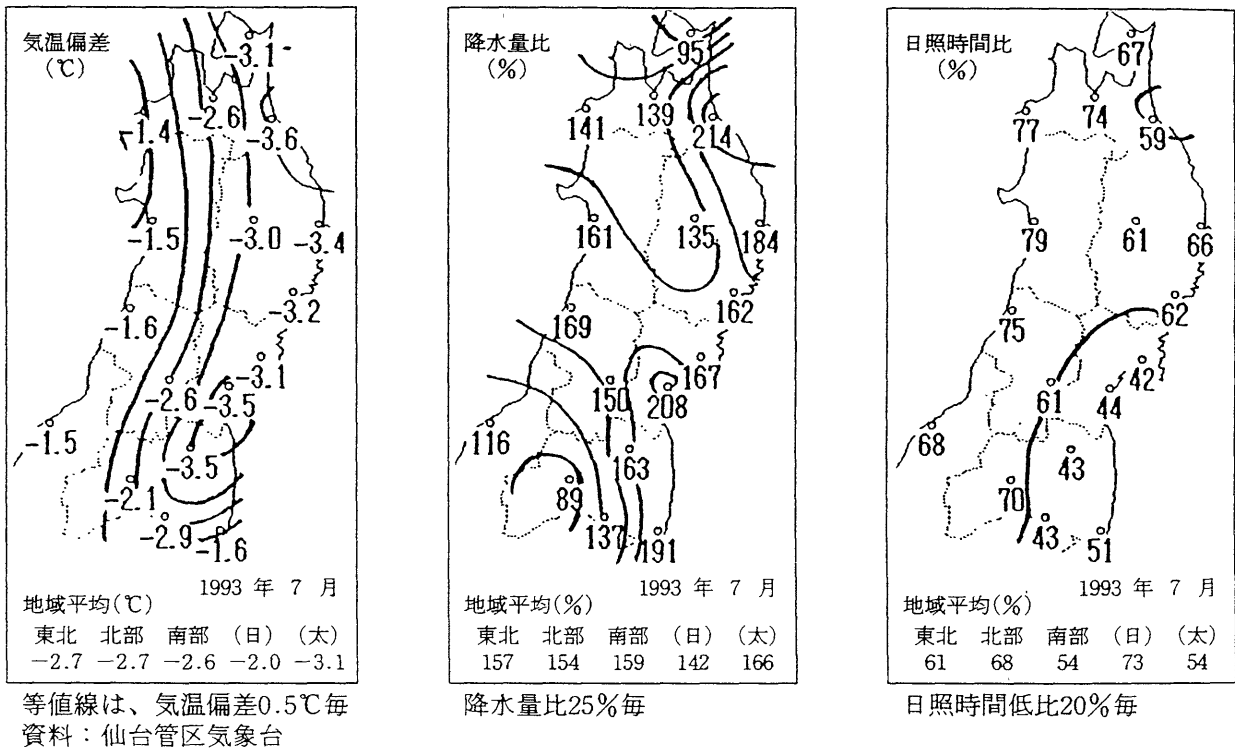 気温偏差
(℃)
-3.1
-1.4
-2.6
-3.6
-1.5
-3.0
-3.4
-3.2
-1.6
-3.1
-2.6
-3.5
-1.5
-3.5
-2.1
-2.9
-1.6
1993 年 7 月
地域平均(℃)
東北 北部 南部 (日) (太)
-2.7 -2.7 -2.6 -2.0 -3.1
等値線は、気温偏差0.5℃毎
資料：仙台管区気象台
降水量比
(%)
95
141
139
214
161
135
184
162
169
167
150
208
116
163
89
137
191
1993 年 7 月
地域平均(%)
東北 北部 南部 (日) (太)
157 154 159 142 166
降水量比25%毎
日照時間比
(%)
67
77
74
59
79
61
66
62
75
42
61
44
68
43
70
43
51
1993 年 7 月
地域平均(%)
東北 北部 南部 (日) (太)
61 68 54 73 54
日照時間低比20%毎